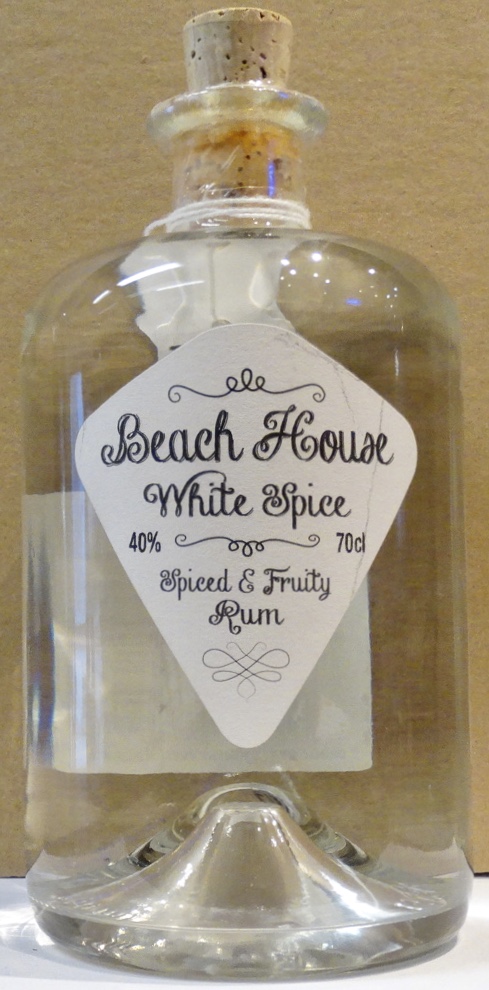 Beach House
White Spice
40% 70cl
Spiced & Fruity
Rum